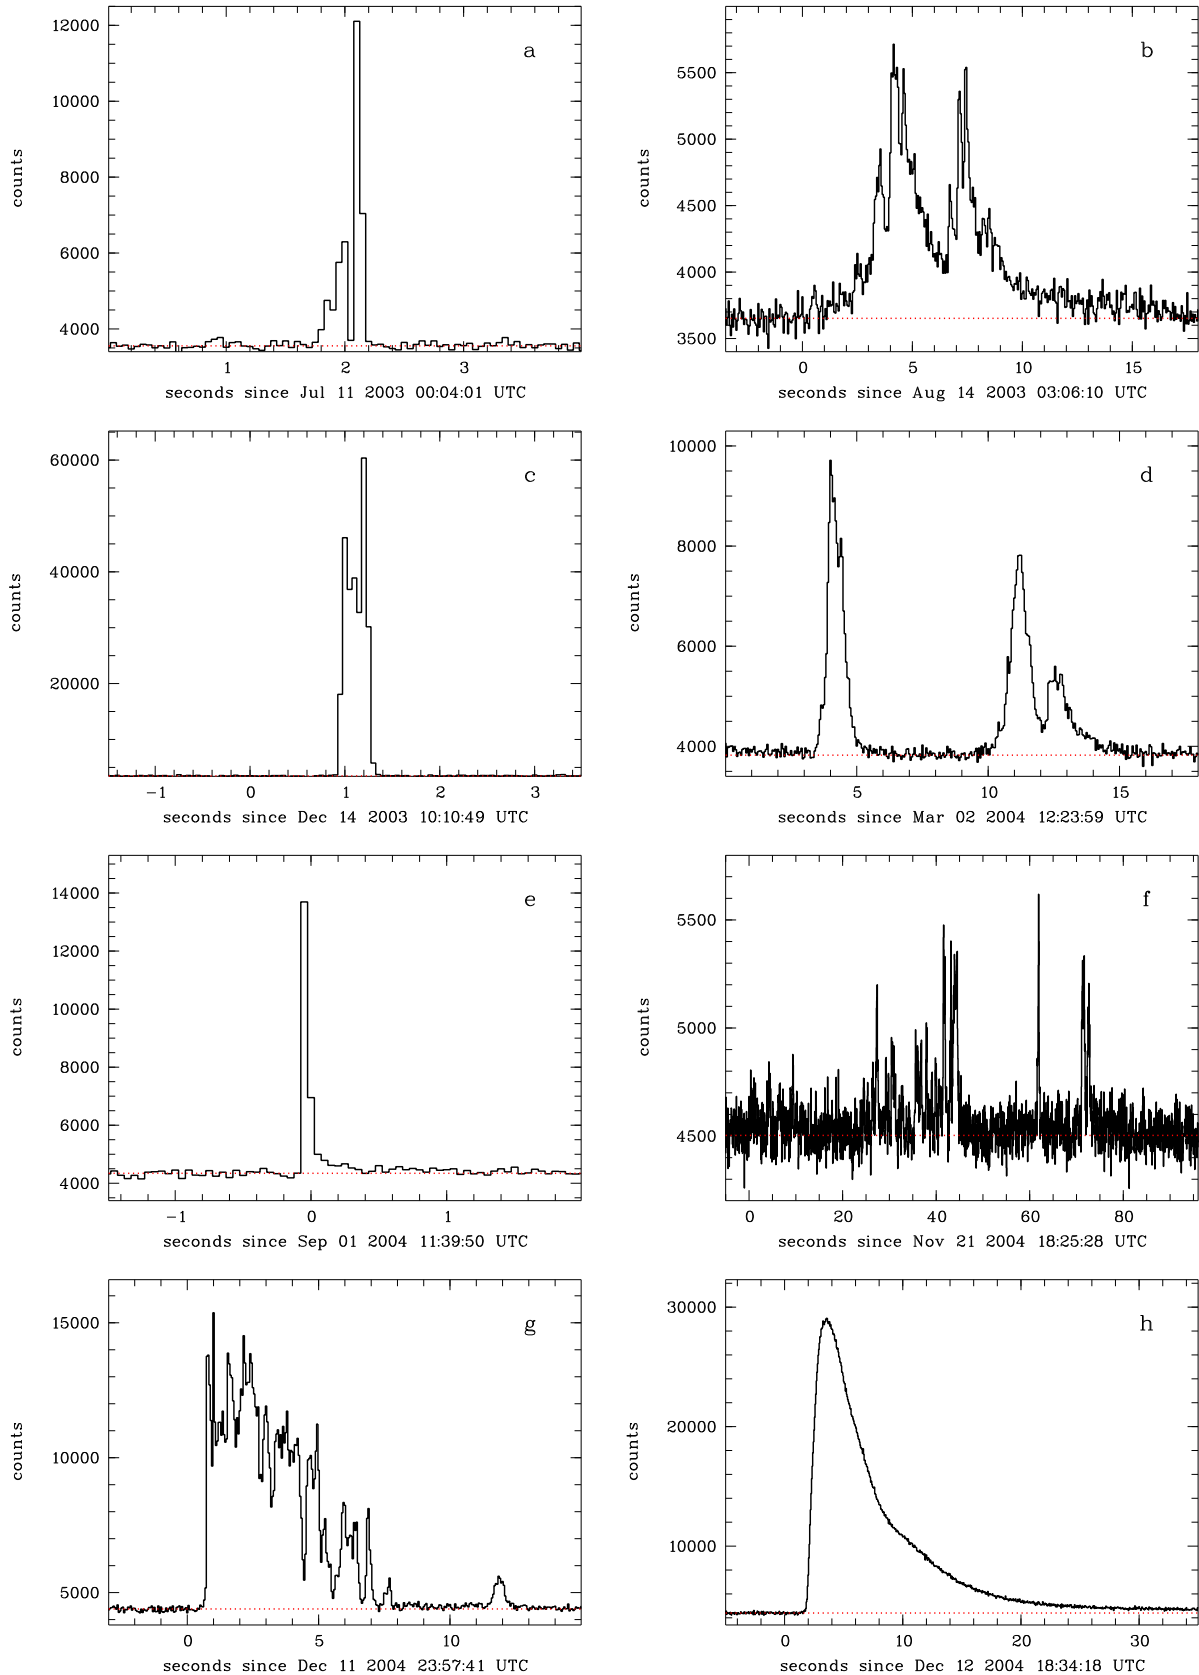 12000
10000
8000
6000
4000
counts
a
1 2 3
seconds since Jul 11 2003 00:04:01 UTC
5500
5000
4500
4000
3500
counts
b
0 5 10 15
seconds since Aug 14 2003 03:06:10 UTC
60000
40000
20000
counts
c
−1 0 1 2 3
seconds since Dec 14 2003 10:10:49 UTC
10000
8000
6000
4000
counts
d
5 10 15
seconds since Mar 02 2004 12:23:59 UTC
14000
12000
10000
8000
6000
4000
counts
e
−1 0 1
seconds since Sep 01 2004 11:39:50 UTC
5500
5000
4500
counts
f
0 20 40 60 80
seconds since Nov 21 2004 18:25:28 UTC
15000
10000
5000
counts
g
0 5 10
seconds since Dec 11 2004 23:57:41 UTC
30000
20000
10000
counts
h
0 10 20 30
seconds since Dec 12 2004 18:34:18 UTC